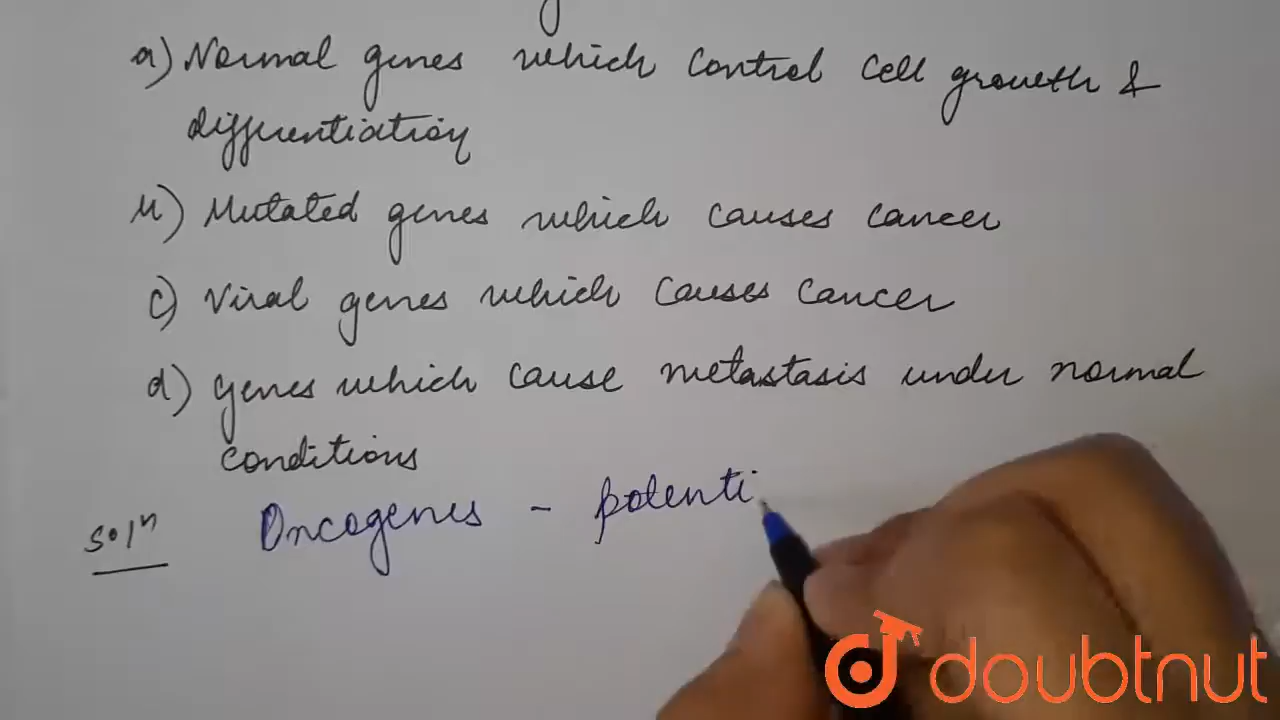 a) Normal genes which control cell growth &
differentiation
b) Mutated genes which causes cancer
c) Viral genes which causes cancer
d) genes which cause metastasis under normal
conditions
Solⁿ Oncogenes - potenti
doubtnut